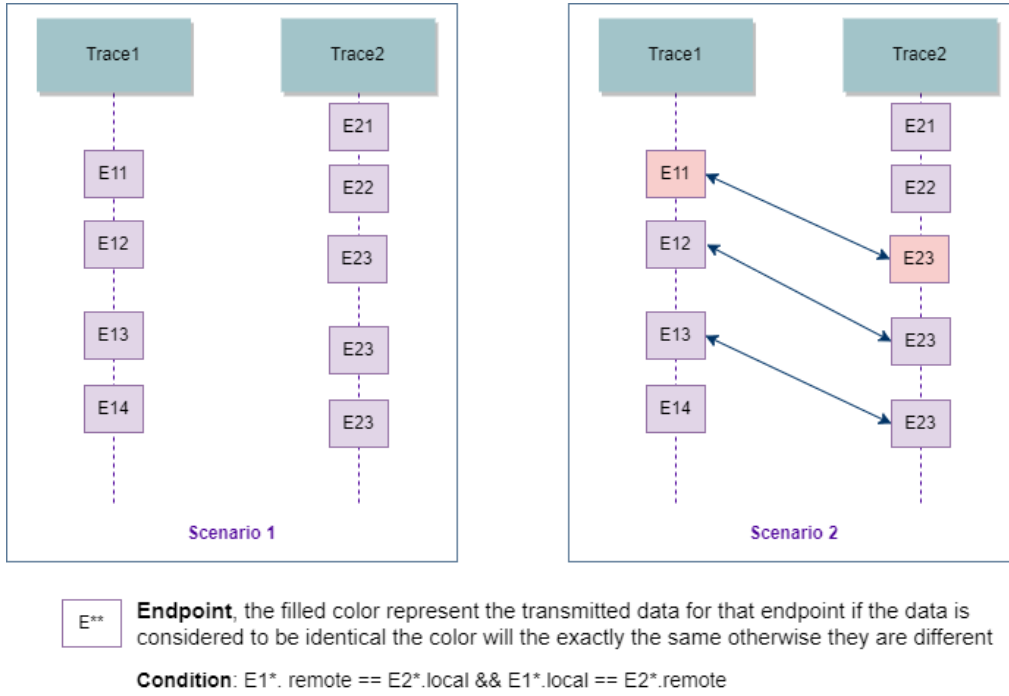 Trace1
Trace2
E21
E11
E22
E12
E23
E13
E23
E14
E23
Scenario 1
Trace1
Trace2
E21
E11
E22
E12
E23
E13
E23
E14
E23
Scenario 2
E**
Endpoint, the filled color represent the transmitted data for that endpoint if the data is
considered to be identical the color will the exactly the same otherwise they are different
Condition: E1*. remote == E2*.local && E1*.local == E2*.remote